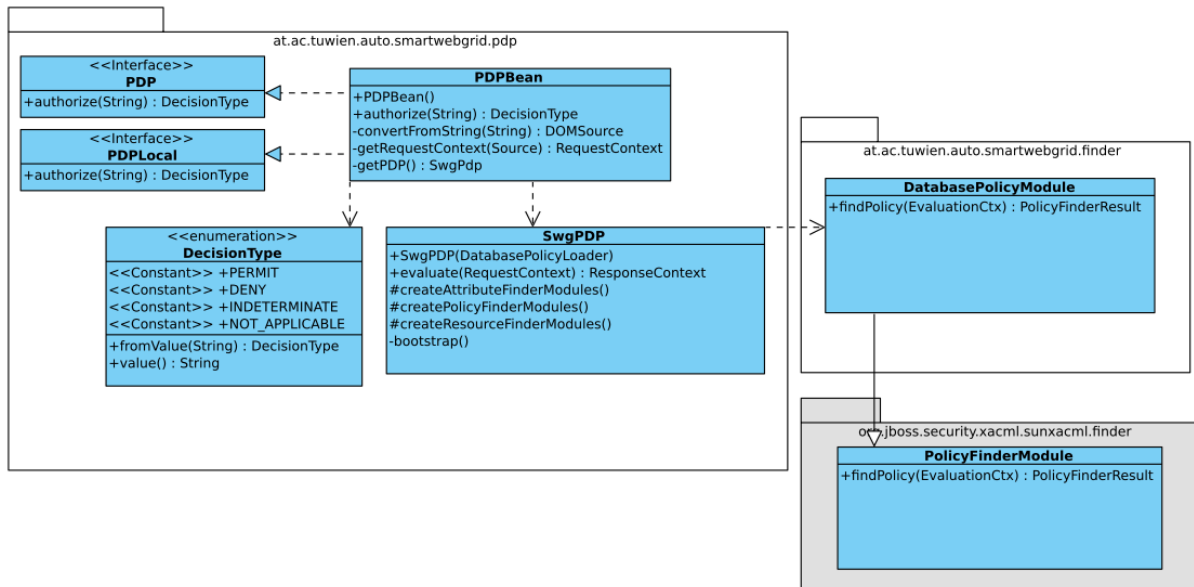 at.ac.tuwien.auto.smartwebgrid.pdp
<<Interface>>
PDP
+authorize(String) : DecisionType
<<Interface>>
PDPLocal
+authorize(String) : DecisionType
PDPBean
+PDPBean()
+authorize(String) : DecisionType
-convertFromString(String) : DOMSource
-getRequestContext(Source) : RequestContext
-getPDP() : SwgPdp
<<enumeration>>
DecisionType
<<Constant>> +PERMIT
<<Constant>> +DENY
<<Constant>> +INDETERMINATE
<<Constant>> +NOT_APPLICABLE
+fromValue(String) : DecisionType
+value() : String
SwgPDP
+SwgPDP(DatabasePolicyLoader)
+evaluate(RequestContext) : ResponseContext
#createAttributeFinderModules()
#createPolicyFinderModules()
#createResourceFinderModules()
-bootstrap()
at.ac.tuwien.auto.smartwebgrid.finder
DatabasePolicyModule
+findPolicy(EvaluationCtx) : PolicyFinderResult
org.jboss.security.xacml.sunxacml.finder
PolicyFinderModule
+findPolicy(EvaluationCtx) : PolicyFinderResult